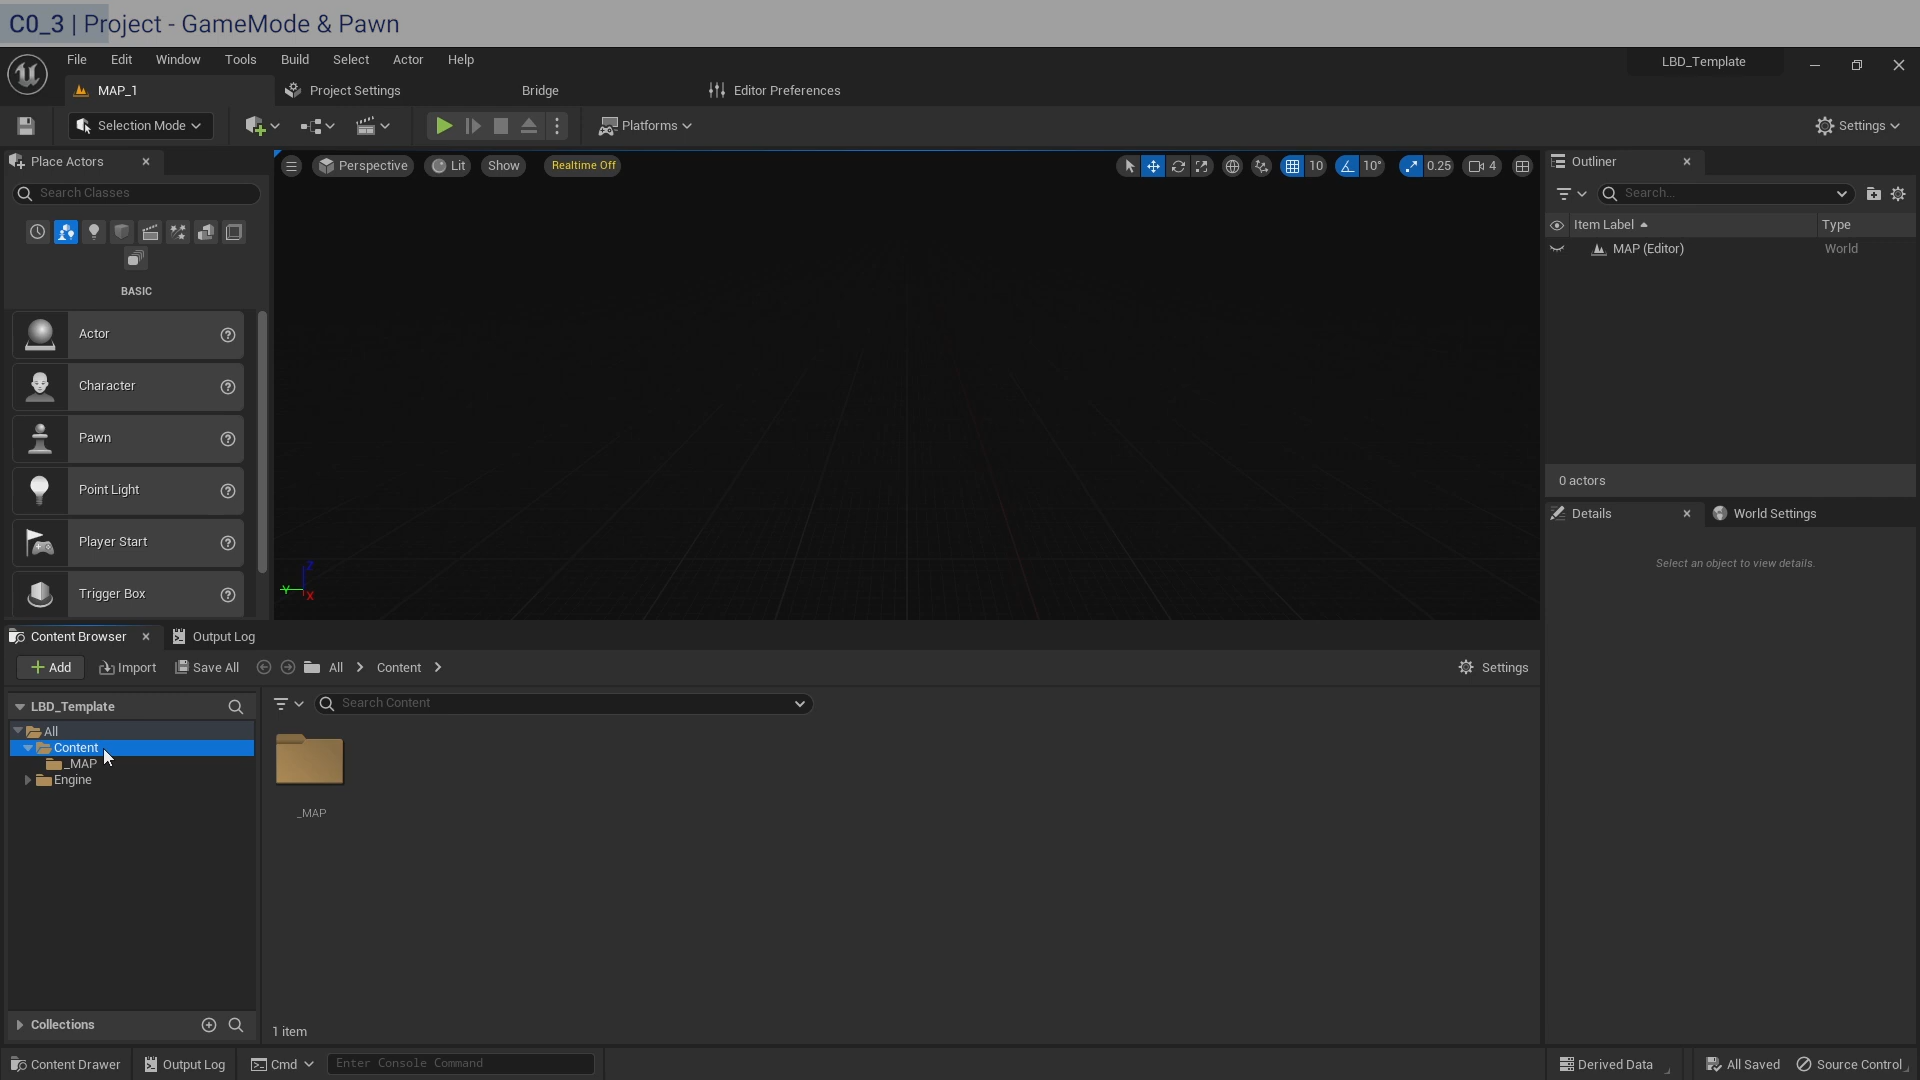 C0_3 | Project - GameMode & Pawn
File Edit Window Tools Build Select Actor Help
LBD_Template
MAP_1 Project Settings Bridge Editor Preferences
Selection Mode Platforms Settings
Place Actors
Search Classes
BASIC
Actor
Character
Pawn
Point Light
Player Start
Trigger Box
Perspective Lit Show Realtime Off 10 10° 0.25 4
Z
Y
X
Outliner
Search...
Item Label Type
MAP (Editor) World
0 actors
Details World Settings
Select an object to view details.
Content Browser Output Log
Add Import Save All All Content Settings
LBD_Template
Search Content
All
Content
_MAP
Engine
_MAP
Collections
1 item
Content Drawer Output Log Cmd Enter Console Command Derived Data All Saved Source Control